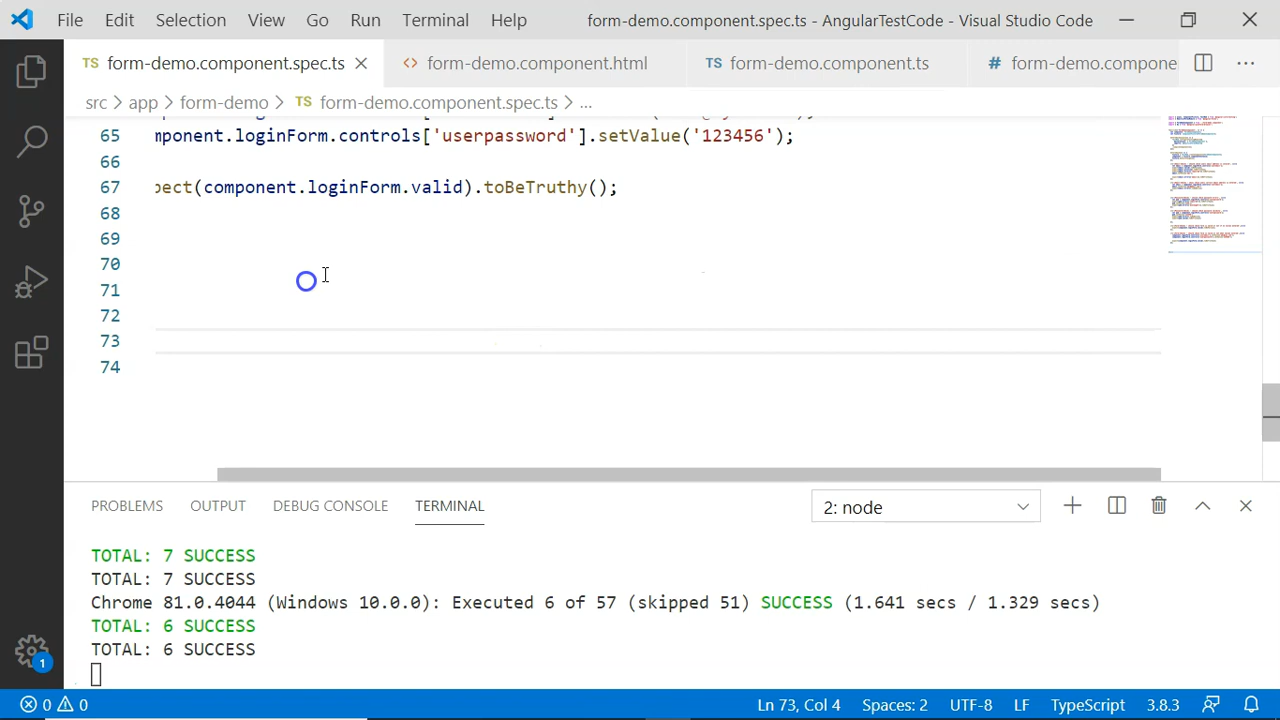 File Edit Selection View Go Run Terminal Help form-demo.component.spec.ts - AngularTestCode - Visual Studio Code
TS form-demo.component.spec.ts <> form-demo.component.html TS form-demo.component.ts # form-demo.compone
src > app > form-demo > TS form-demo.component.spec.ts > ...
65 mponent.loginForm.controls['user password'].setValue('123456');
66
67 pect(component.loginForm.valid).toBeTruthy();
68
69
70
71
72
73
74
PROBLEMS OUTPUT DEBUG CONSOLE TERMINAL 2: node
TOTAL: 7 SUCCESS
TOTAL: 7 SUCCESS
Chrome 81.0.4044 (Windows 10.0.0): Executed 6 of 57 (skipped 51) SUCCESS (1.641 secs / 1.329 secs)
TOTAL: 6 SUCCESS
TOTAL: 6 SUCCESS
1
0 0 Ln 73, Col 4 Spaces: 2 UTF-8 LF TypeScript 3.8.3